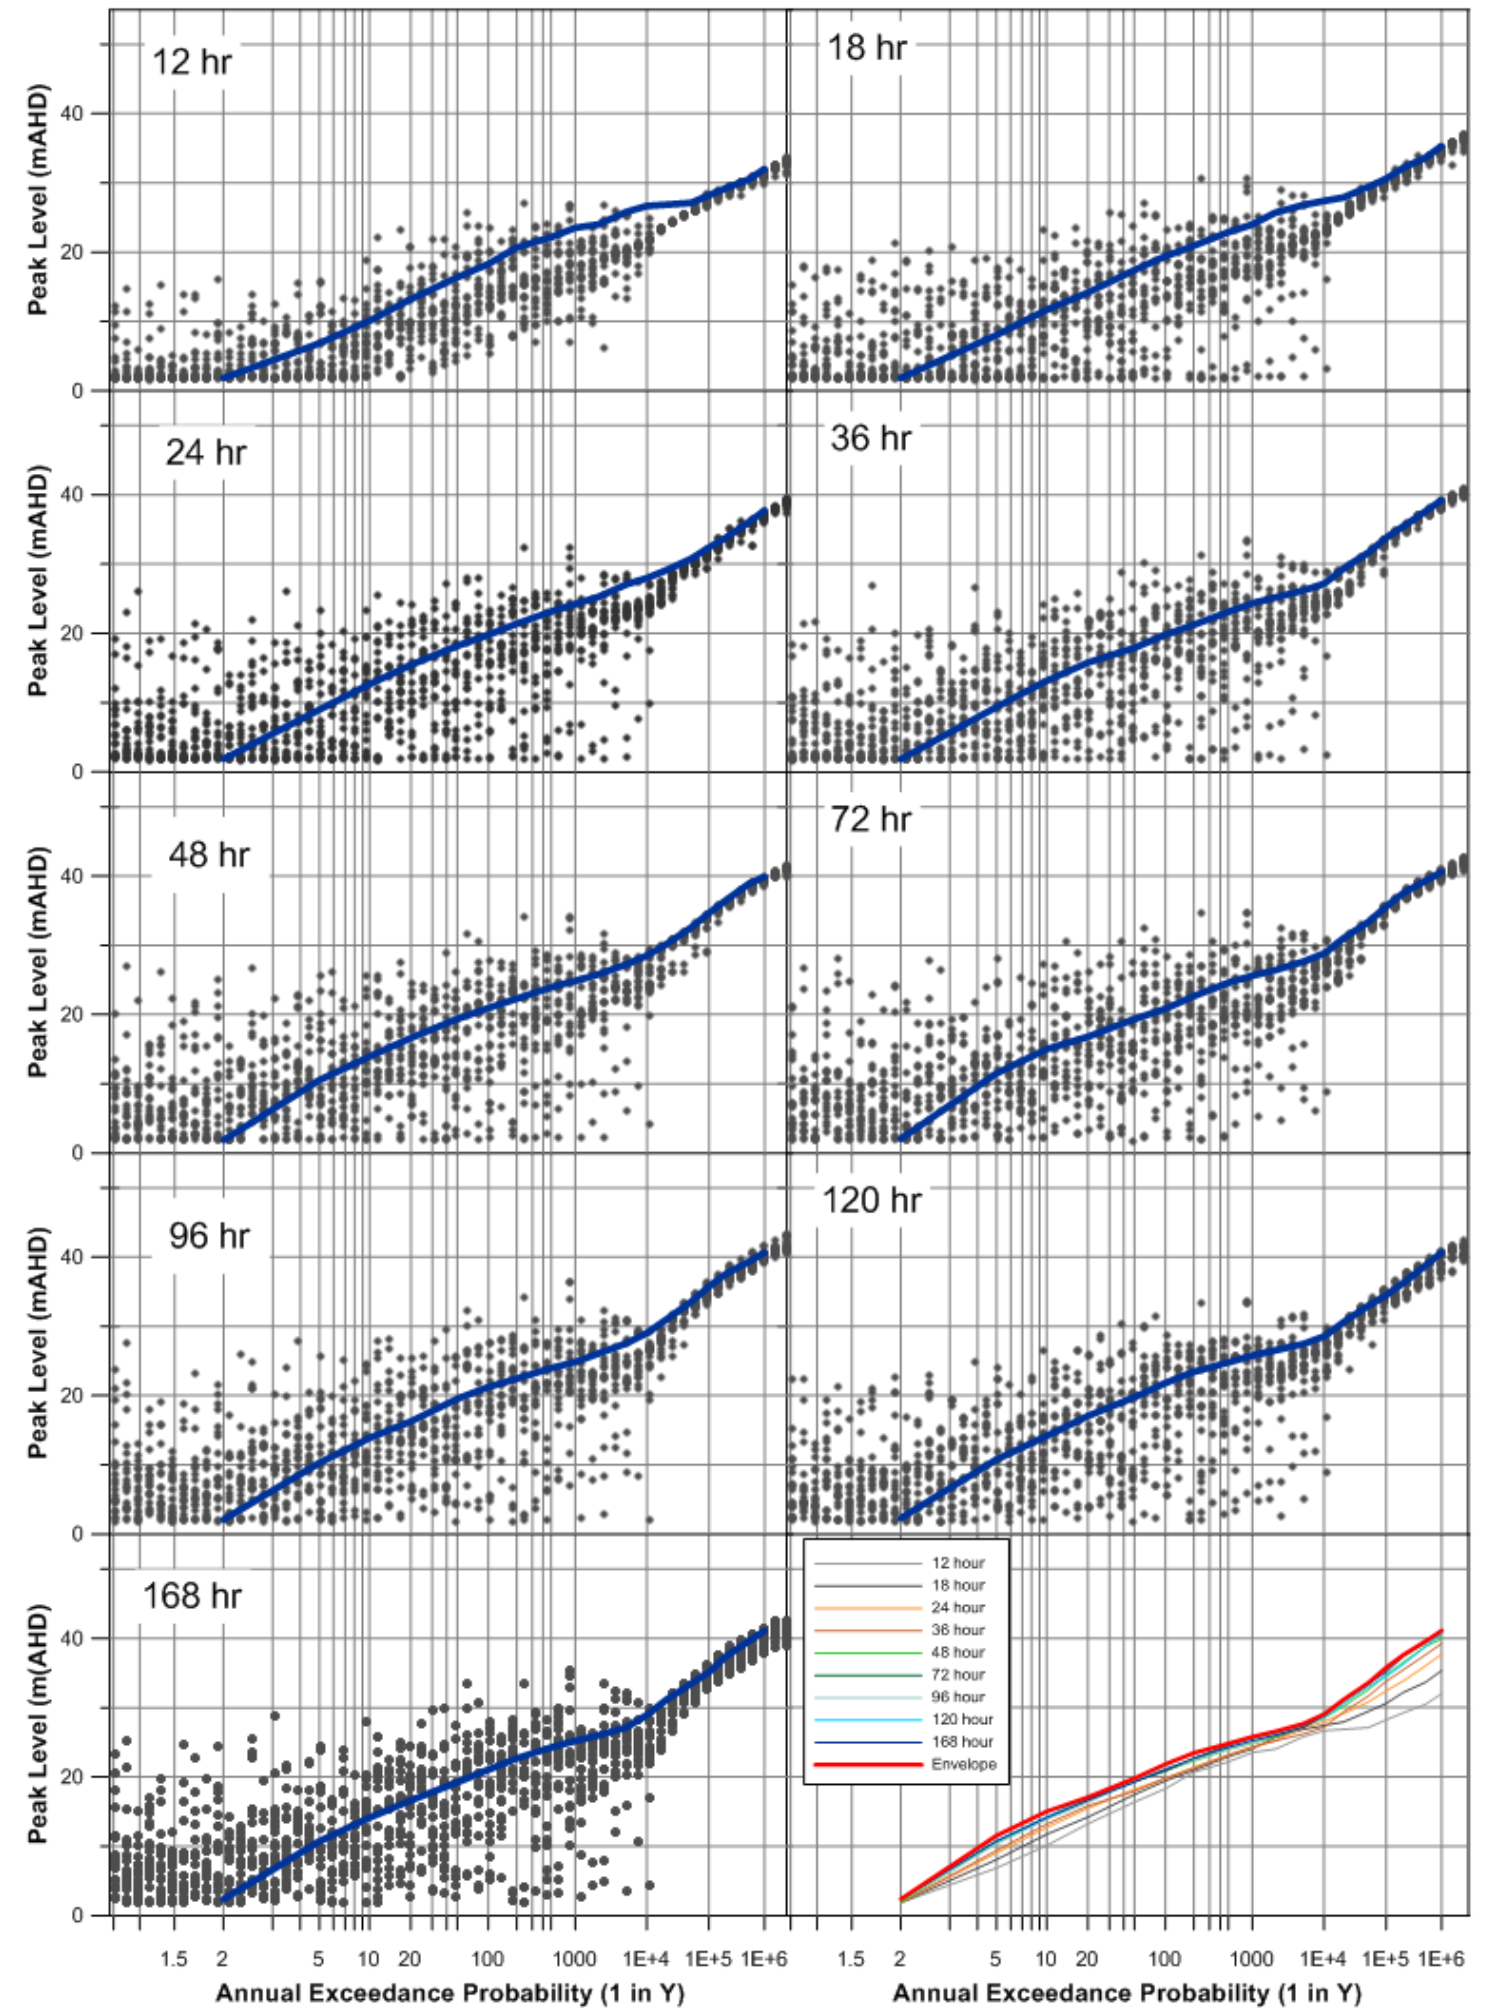 12 hr
18 hr
Peak Level (mAHD)
40
20
0
24 hr
36 hr
Peak Level (mAHD)
40
20
0
48 hr
72 hr
Peak Level (mAHD)
40
20
0
96 hr
120 hr
Peak Level (mAHD)
40
20
0
168 hr
Peak Level (m(AHD)
40
20
0
12 hour
18 hour
24 hour
36 hour
48 hour
72 hour
96 hour
120 hour
168 hour
Envelope
1.5 2 5 10 20 100 1000 1E+4 1E+5 1E+6
1.5 2 5 10 20 100 1000 1E+4 1E+5 1E+6
Annual Exceedance Probability (1 in Y)
Annual Exceedance Probability (1 in Y)